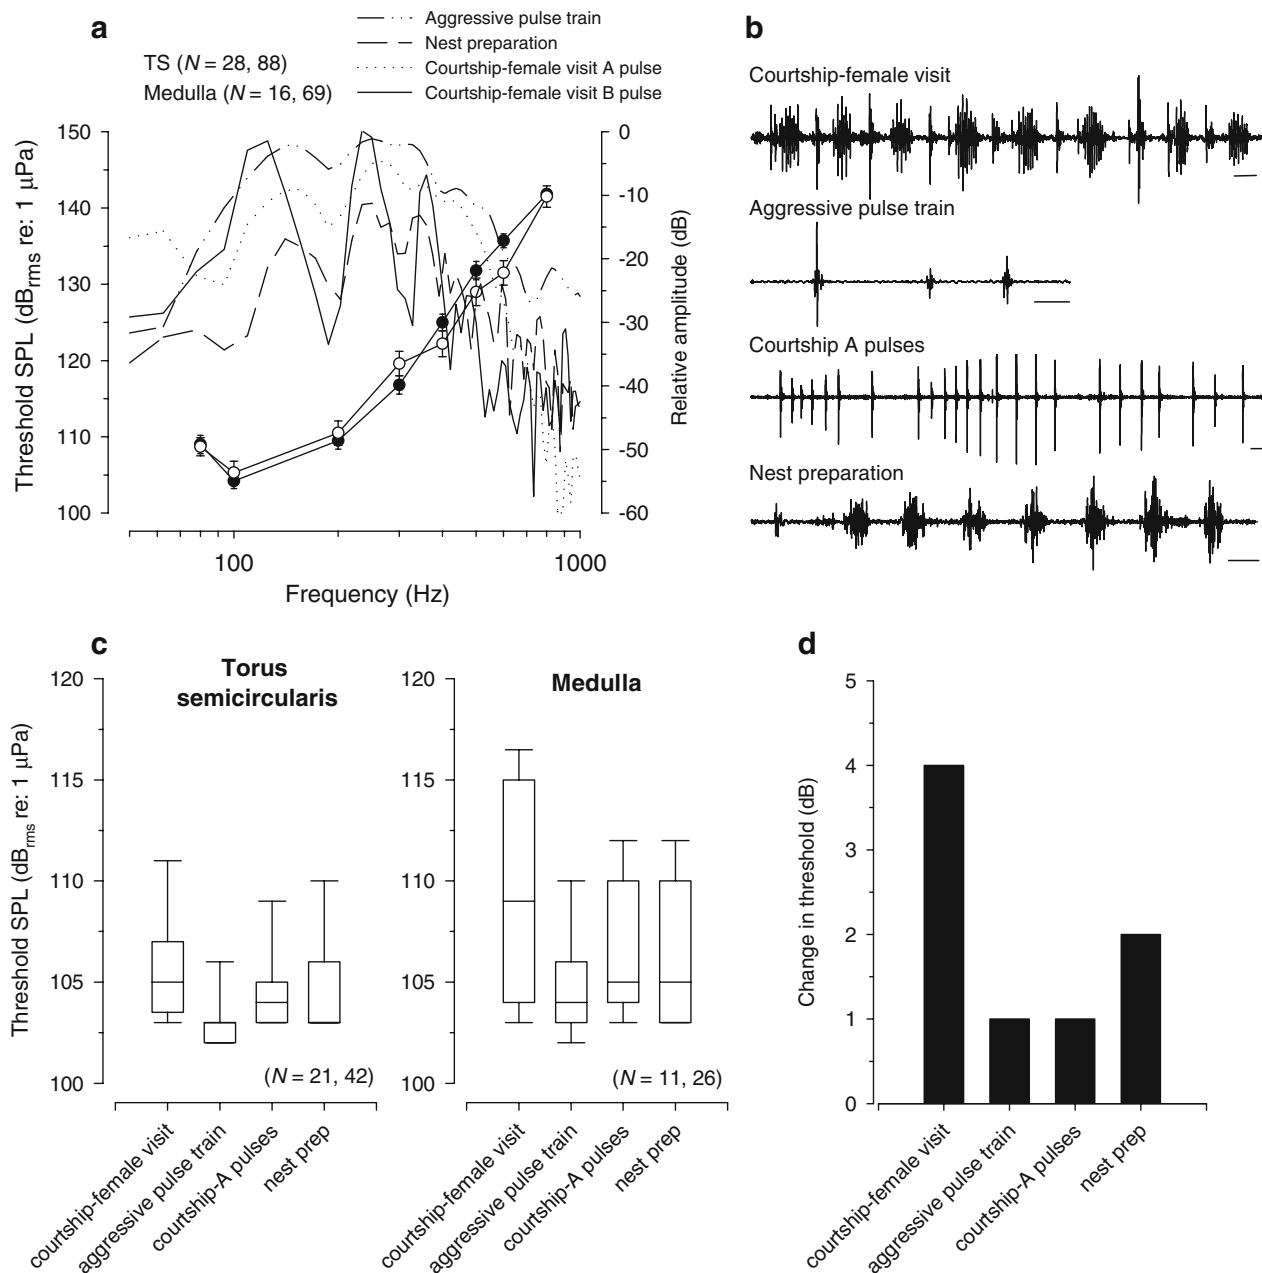 a
Aggressive pulse train
Nest preparation
Courtship-female visit A pulse
Courtship-female visit B pulse
TS (N = 28, 88)
Medulla (N = 16, 69)
150
140
130
120
110
100
Threshold SPL (dBrms re: 1 µPa)
0
-10
-20
-30
-40
-50
-60
Relative amplitude (dB)
100
1000
Frequency (Hz)
b
Courtship-female visit
Aggressive pulse train
Courtship A pulses
Nest preparation
c
Torus
semicircularis
120
115
110
105
100
Threshold SPL (dBrms re: 1 µPa)
(N = 21, 42)
courtship-female visit
aggressive pulse train
courtship-A pulses
nest prep
Medulla
120
115
110
105
100
(N = 11, 26)
courtship-female visit
aggressive pulse train
courtship-A pulses
nest prep
d
5
4
3
2
1
0
Change in threshold (dB)
courtship-female visit
aggressive pulse train
courtship-A pulses
nest prep